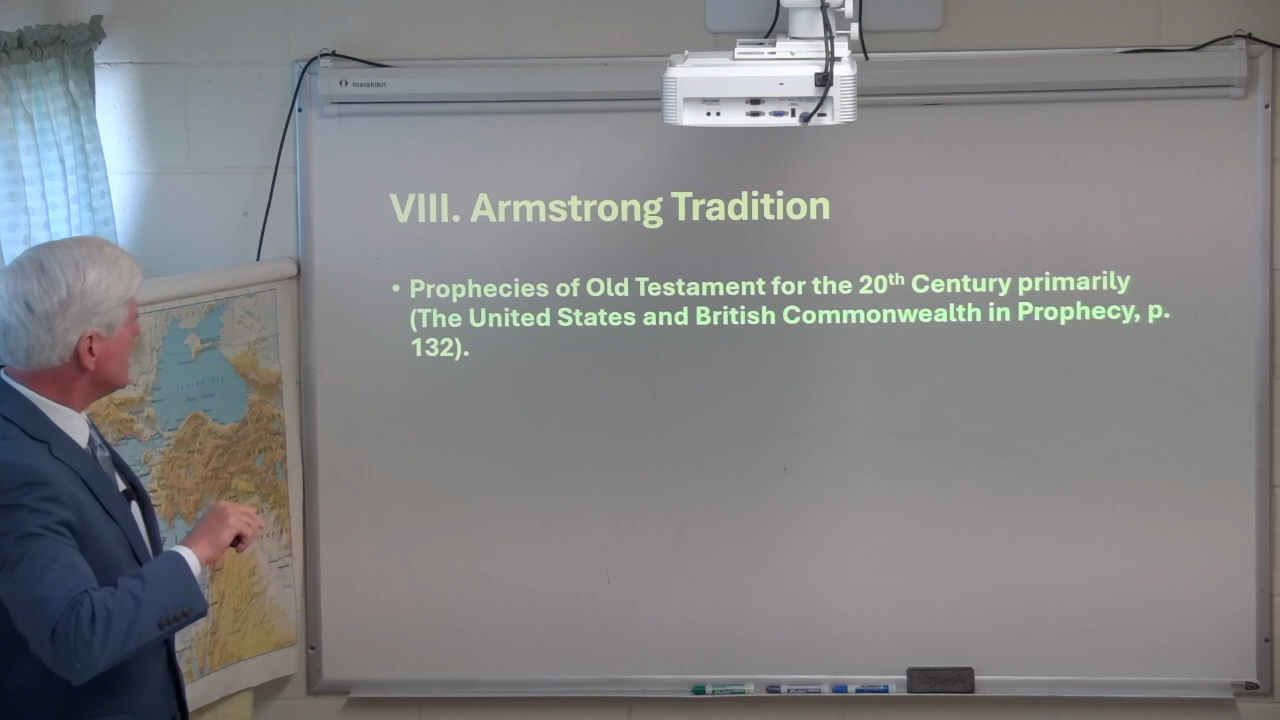 Instahibit
VIII. Armstrong Tradition
• Prophecies of Old Testament for the 20th Century primarily
(The United States and British Commonwealth in Prophecy, p.
132).